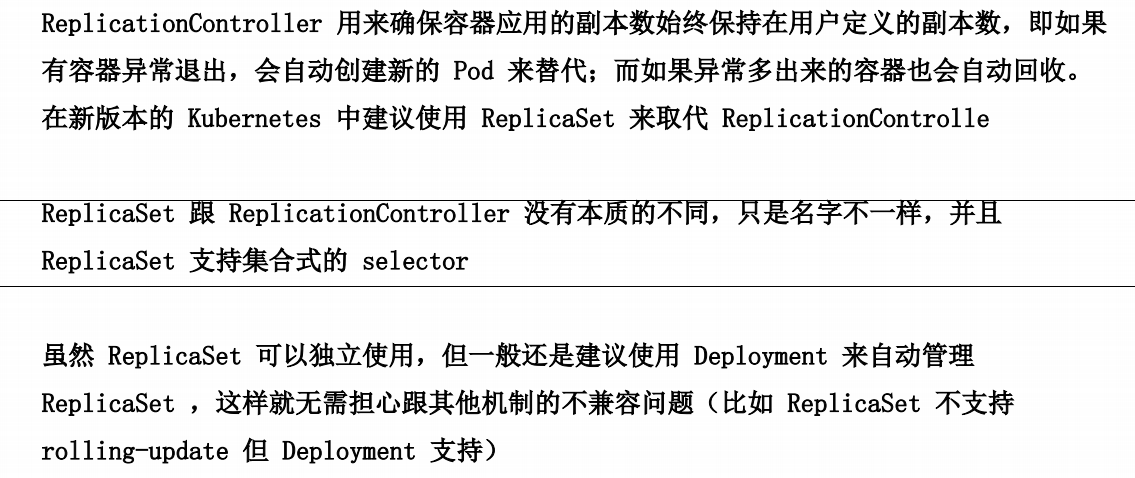 ReplicationController 用来确保容器应用的副本数始终保持在用户定义的副本数，即如果
有容器异常退出，会自动创建新的 Pod 来替代；而如果异常多出来的容器也会自动回收。
在新版本的 Kubernetes 中建议使用 ReplicaSet 来取代 ReplicationControlle
ReplicaSet 跟 ReplicationController 没有本质的不同，只是名字不一样，并且
ReplicaSet 支持集合式的 selector
虽然 ReplicaSet 可以独立使用，但一般还是建议使用 Deployment 来自动管理
ReplicaSet ，这样就无需担心跟其他机制的不兼容问题（比如 ReplicaSet 不支持
rolling-update 但 Deployment 支持）